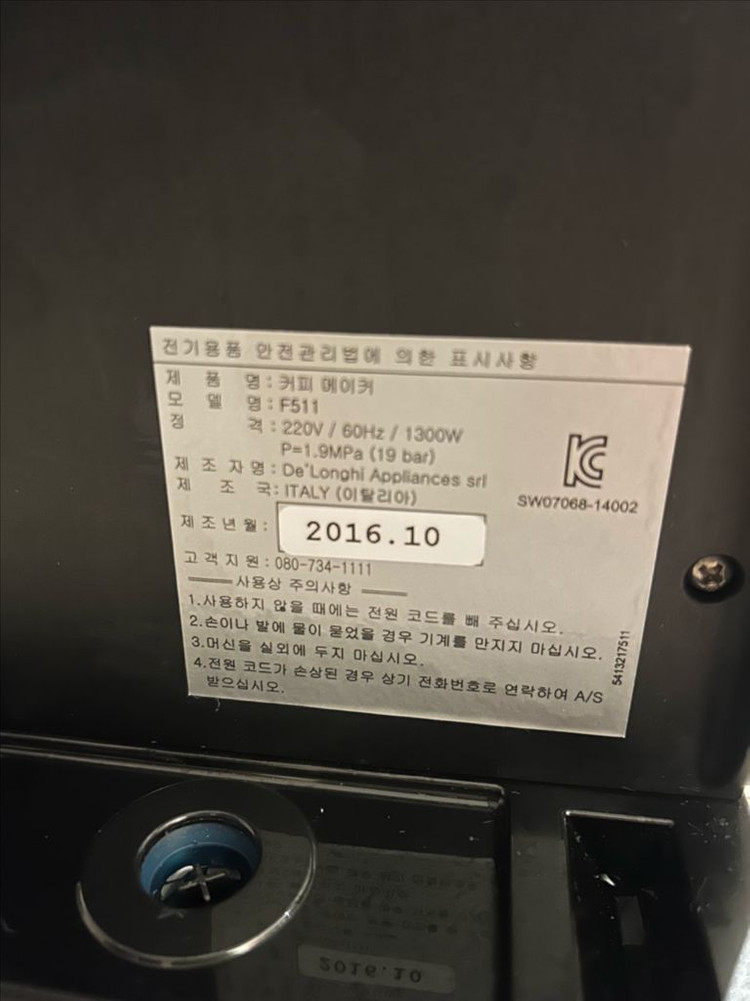 전기용품 안전관리법에 의한 표시사항
제 품 명 : 커피 메이커
모 델 명 : F511
정 격 : 220V / 60Hz / 1300W
P=1.9MPa (19 bar)
제 조 자 명 : De'Longhi Appliances srl
제 조 국 : ITALY (이탈리아)
SW07068-14002
제 조 년 월 : 2016.10
고 객 지 원 : 080-734-1111
사용상 주의사항
1.사용하지 않을 때에는 전원 코드를 빼 주십시오.
2.손이나 발에 물이 묻었을 경우 기계를 만지지 마십시오.
3.머신을 실외에 두지 마십시오.
4.전원 코드가 손상된 경우 상기 전화번호로 연락하여 A/S
받으십시오.
5413217511